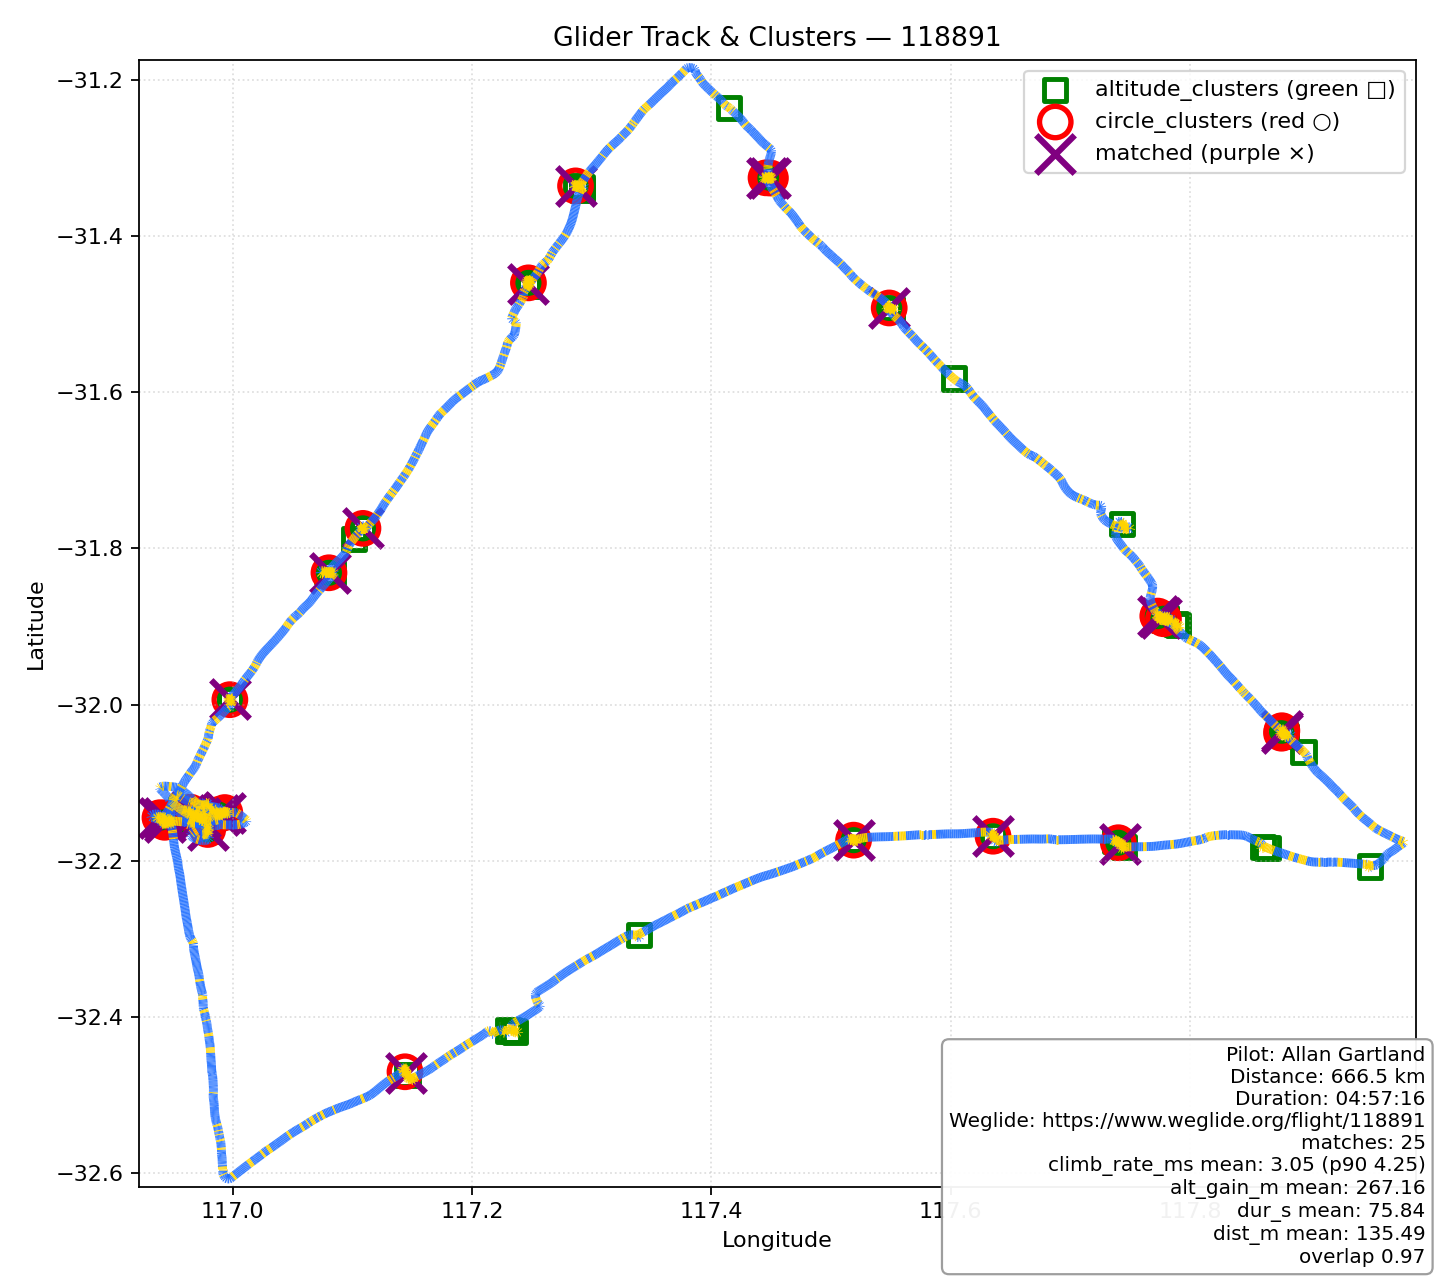 Glider Track & Clusters — 118891
altitude_clusters (green □)
circle_clusters (red ○)
matched (purple ×)
Latitude
−31.2
−31.4
−31.6
−31.8
−32.0
−32.2
−32.4
−32.6
117.0
117.2
117.4
117.6
117.8
Longitude
Pilot: Allan Gartland
Distance: 666.5 km
Duration: 04:57:16
Weglide: https://www.weglide.org/flight/118891
matches: 25
climb_rate_ms mean: 3.05 (p90 4.25)
alt_gain_m mean: 267.16
dur_s mean: 75.84
dist_m mean: 135.49
overlap 0.97